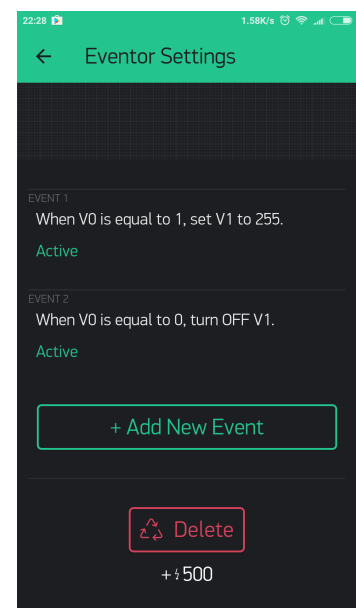 22:28 1.58K/s
Eventor Settings
EVENT 1
When V0 is equal to 1, set V1 to 255.
Active
EVENT 2
When V0 is equal to 0, turn OFF V1.
Active
+ Add New Event
Delete
+500